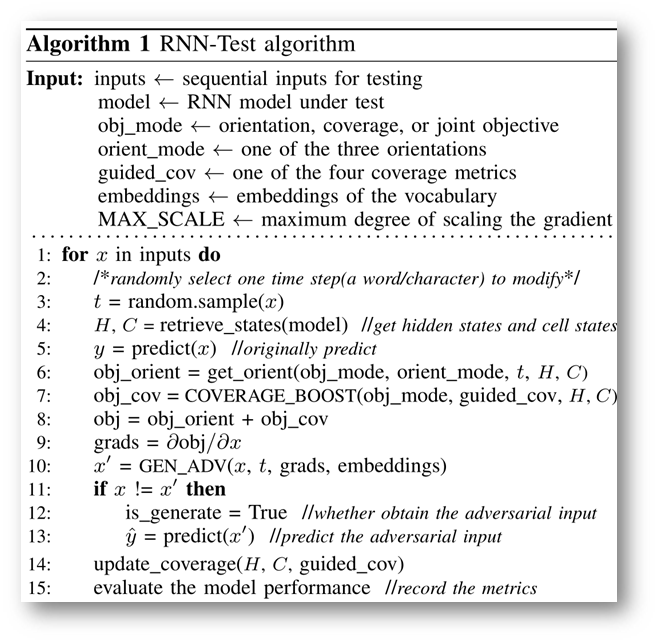 Algorithm 1 RNN-Test algorithm
Input: inputs ← sequential inputs for testing
model ← RNN model under test
obj_mode ← orientation, coverage, or joint objective
orient_mode ← one of the three orientations
guided_cov ← one of the four coverage metrics
embeddings ← embeddings of the vocabulary
MAX_SCALE ← maximum degree of scaling the gradient
1: for x in inputs do
2: /*randomly select one time step(a word/character) to modify*/
3: t = random.sample(x)
4: H, C = retrieve_states(model) //get hidden states and cell states
5: y = predict(x) //originally predict
6: obj_orient = get_orient(obj_mode, orient_mode, t, H, C)
7: obj_cov = COVERAGE_BOOST(obj_mode, guided_cov, H, C)
8: obj = obj_orient + obj_cov
9: grads = ∂obj/∂x
10: x′ = GEN_ADV(x, t, grads, embeddings)
11: if x != x′ then
12: is_generate = True //whether obtain the adversarial input
13: ŷ = predict(x′) //predict the adversarial input
14: update_coverage(H, C, guided_cov)
15: evaluate the model performance //record the metrics